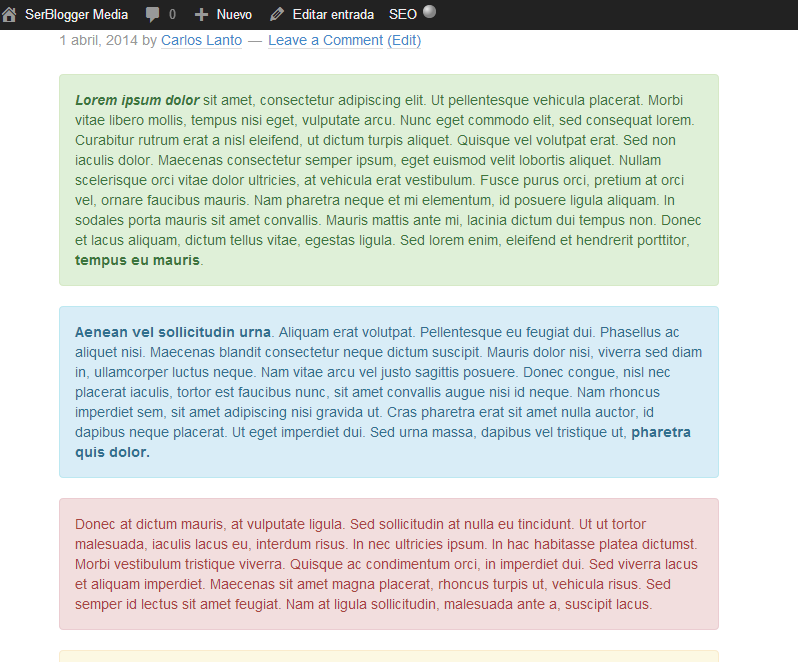 SerBlogger Media 0 Nuevo Editar entrada SEO
1 abril, 2014 by Carlos Lanto — Leave a Comment (Edit)
Lorem ipsum dolor sit amet, consectetur adipiscing elit. Ut pellentesque vehicula placerat. Morbi
vitae libero mollis, tempus nisi eget, vulputate arcu. Nunc eget commodo elit, sed consequat lorem.
Curabitur rutrum erat a nisl eleifend, ut dictum turpis aliquet. Quisque vel volutpat erat. Sed non
iaculis dolor. Maecenas consectetur semper ipsum, eget euismod velit lobortis aliquet. Nullam
scelerisque orci vitae dolor ultricies, at vehicula erat vestibulum. Fusce purus orci, pretium at orci
vel, ornare faucibus mauris. Nam pharetra neque et mi elementum, id posuere ligula aliquam. In
sodales porta mauris sit amet convallis. Mauris mattis ante mi, lacinia dictum dui tempus non. Donec
et lacus aliquam, dictum tellus vitae, egestas ligula. Sed lorem enim, eleifend et hendrerit porttitor,
tempus eu mauris.
Aenean vel sollicitudin urna. Aliquam erat volutpat. Pellentesque eu feugiat dui. Phasellus ac
aliquet nisi. Maecenas blandit consectetur neque dictum suscipit. Mauris dolor nisi, viverra sed diam
in, ullamcorper luctus neque. Nam vitae arcu vel justo sagittis posuere. Donec congue, nisl nec
placerat iaculis, tortor est faucibus nunc, sit amet convallis augue nisi id neque. Nam rhoncus
imperdiet sem, sit amet adipiscing nisi gravida ut. Cras pharetra erat sit amet nulla auctor, id
dapibus neque placerat. Ut eget imperdiet dui. Sed urna massa, dapibus vel tristique ut, pharetra
quis dolor.
Donec at dictum mauris, at vulputate ligula. Sed sollicitudin at nulla eu tincidunt. Ut ut tortor
malesuada, iaculis lacus eu, interdum risus. In nec ultricies ipsum. In hac habitasse platea dictumst.
Morbi vestibulum tristique viverra. Quisque ac condimentum orci, in imperdiet dui. Sed viverra lacus
et aliquam imperdiet. Maecenas sit amet magna placerat, rhoncus turpis ut, vehicula risus. Sed
semper id lectus sit amet feugiat. Nam at ligula sollicitudin, malesuada ante a, suscipit lacus.